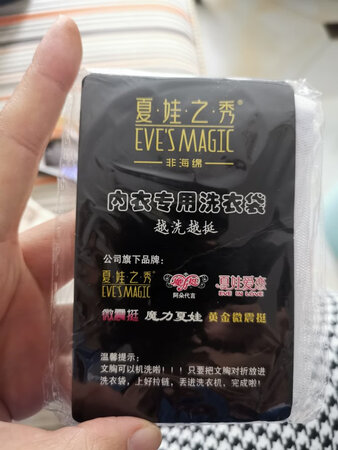 夏·娃之·秀®
EVE'S MAGIC
非海绵
内衣专用洗衣袋
越洗越挺
公司旗下品牌：
夏·娃·之·秀
EVE'S MAGIC
阿朵代言
夏娃爱恋
EVE IN LOVE
微震挺 魔力夏娃 黄金微震挺
温馨提示：
文胸可以机洗啦！！！只要把文胸对折放进
洗衣袋，上好拉链，丢进洗衣机，完成啦！